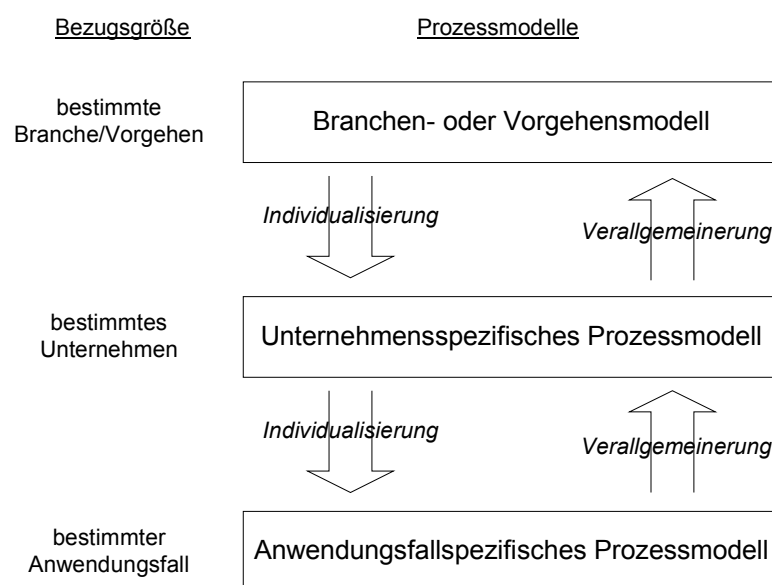 Bezugsgröße Prozessmodelle
bestimmte
Branche/Vorgehen
Branchen- oder Vorgehensmodell
Individualisierung
Verallgemeinerung
bestimmtes
Unternehmen
Unternehmensspezifisches Prozessmodell
Individualisierung
Verallgemeinerung
bestimmter
Anwendungsfall
Anwendungsfallspezifisches Prozessmodell